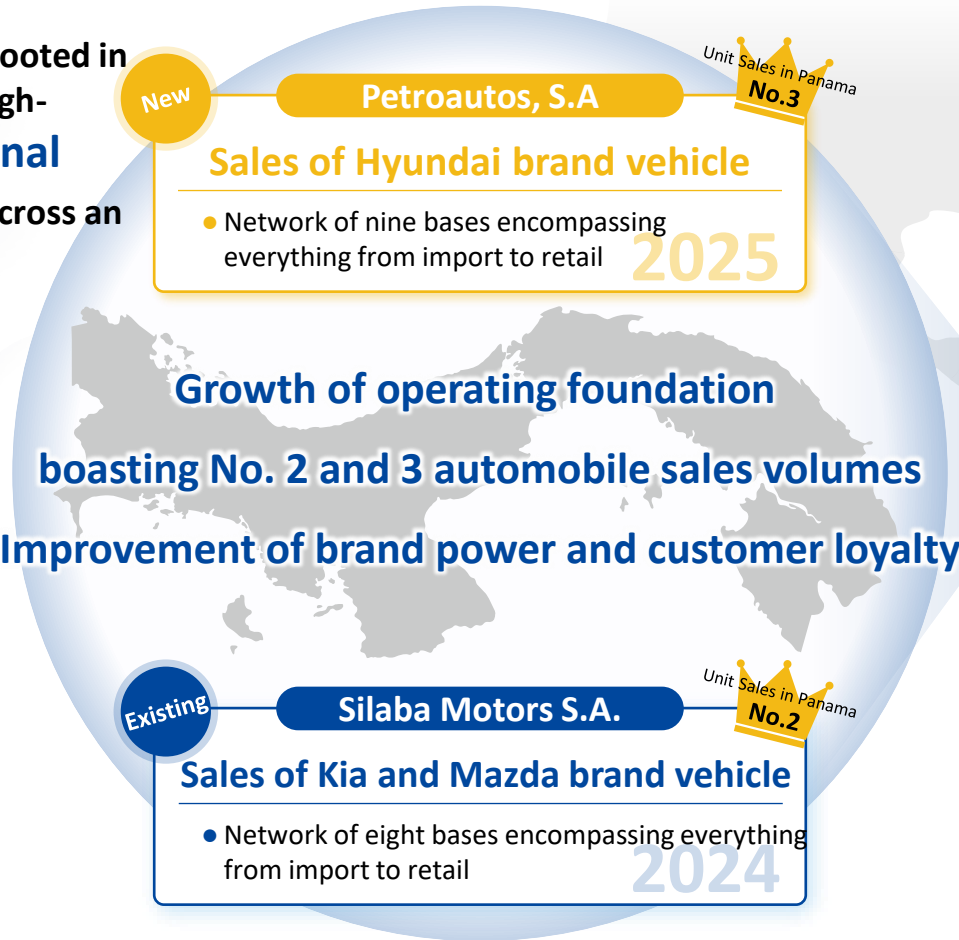 ooted in
gh-
nal
cross an
New
Petroautos, S.A
Unit Sales in Panama
No.3
Sales of Hyundai brand vehicle
● Network of nine bases encompassing
everything from import to retail
2025
Growth of operating foundation
boasting No. 2 and 3 automobile sales volumes
Improvement of brand power and customer loyalty
Existing
Silaba Motors S.A.
Unit Sales in Panama
No.2
Sales of Kia and Mazda brand vehicle
● Network of eight bases encompassing everything
from import to retail
2024